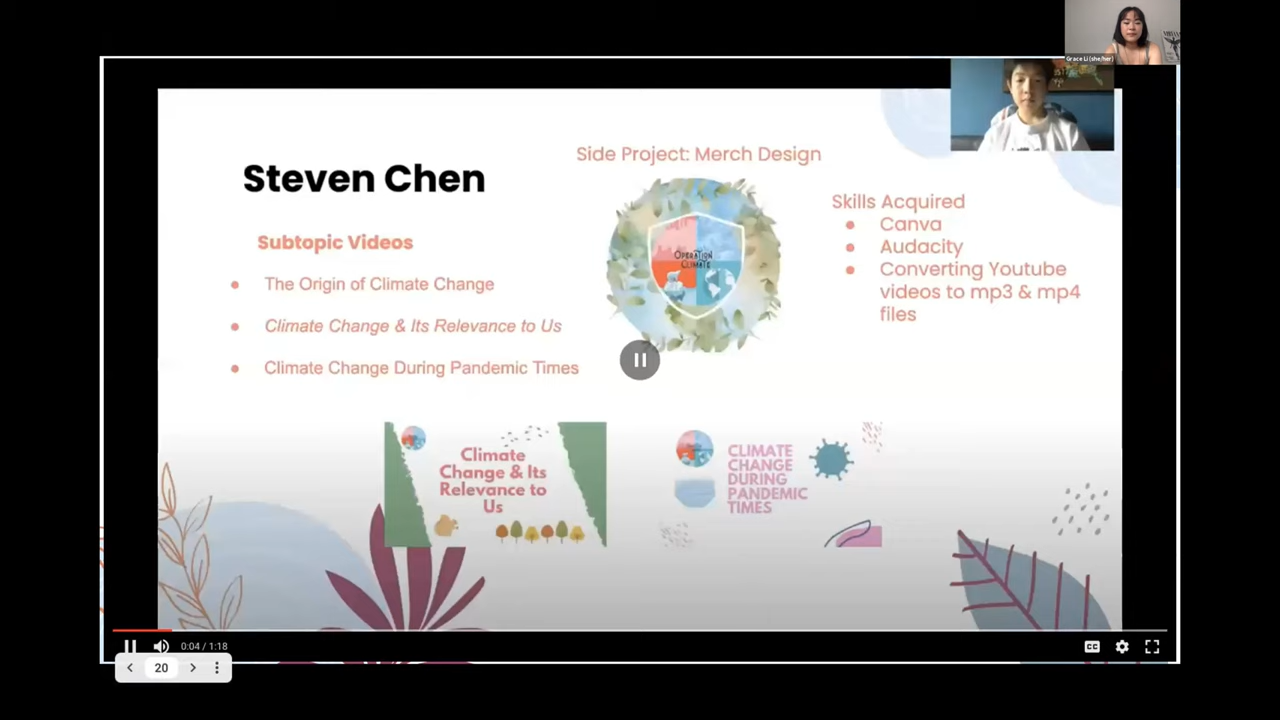 Grace Li (she/her)
Steven Chen
Subtopic Videos
The Origin of Climate Change
Climate Change & Its Relevance to Us
Climate Change During Pandemic Times
Side Project: Merch Design
OPERATION
CLIMATE
Skills Acquired
Canva
Audacity
Converting Youtube
videos to mp3 & mp4
files
Climate
Change & Its
Relevance to
Us
CLIMATE
CHANGE
DURING
PANDEMIC
TIMES
0:04 / 1:18
CC
20